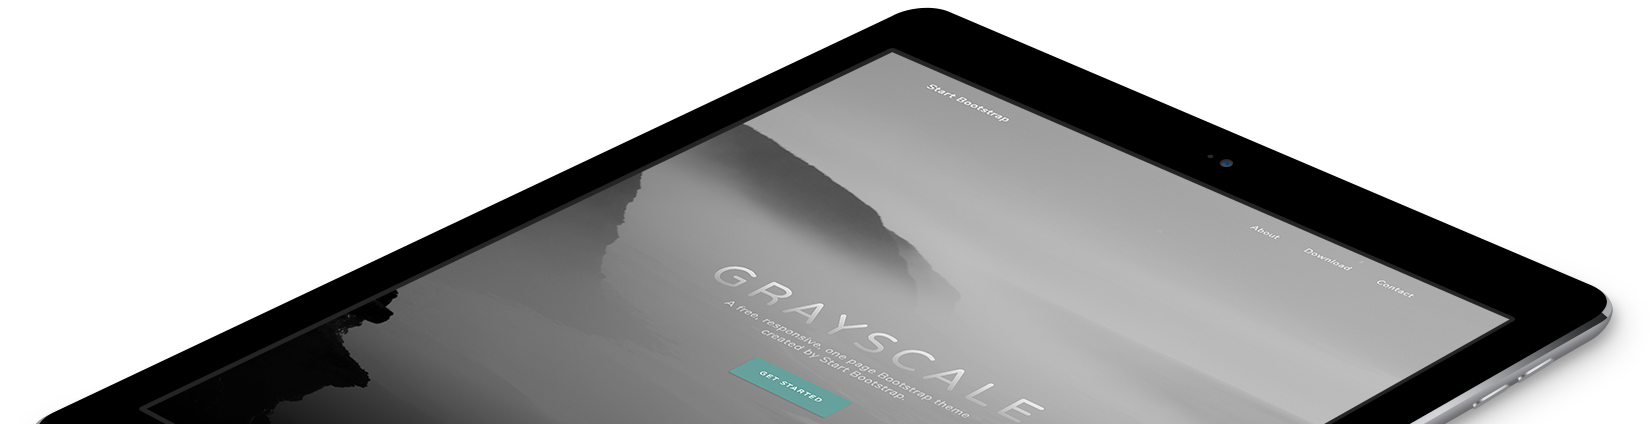 Start Bootstrap
About
Download
Contact
GRAYSCALE
A free, responsive, one page Bootstrap theme
created by Start Bootstrap.
GET STARTED